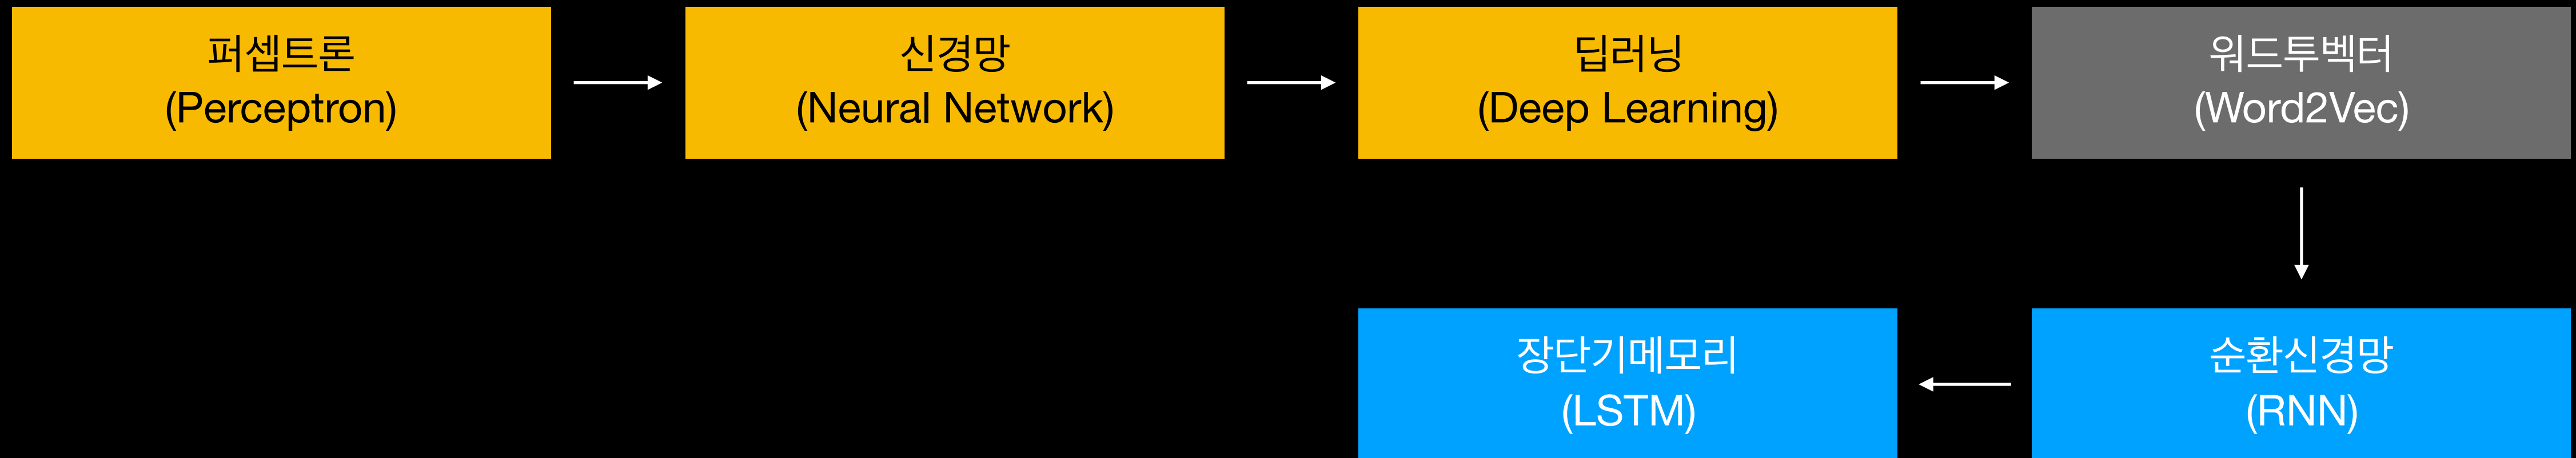 퍼셉트론
(Perceptron)
신경망
(Neural Network)
딥러닝
(Deep Learning)
워드투벡터
(Word2Vec)
순환신경망
(RNN)
장단기메모리
(LSTM)